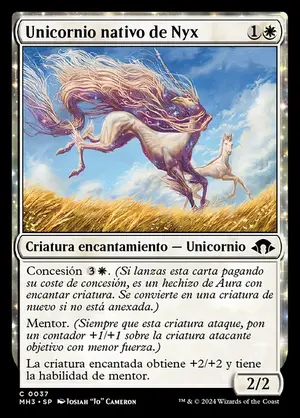 Unicornio nativo de Nyx 1
Criatura encantamiento — Unicornio
Concesión 3. (Si lanzas esta carta pagando
su coste de concesión, es un hechizo de Aura con
encantar criatura. Se convierte en una criatura de
nuevo si no está anexada.)
Mentor. (Siempre que esta criatura ataque, pon
un contador +1/+1 sobre la criatura atacante
objetivo con menor fuerza.)
La criatura encantada obtiene +2/+2 y tiene
la habilidad de mentor.
2/2
C 0037
MH3 • SP Josiah "Jo" Cameron
™ & © 2024 Wizards of the Coast